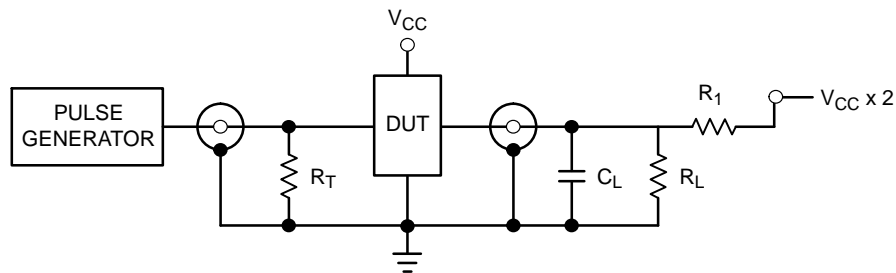 V_CC
PULSE
GENERATOR
R_T
DUT
C_L
R_L
R_1
V_CC x 2